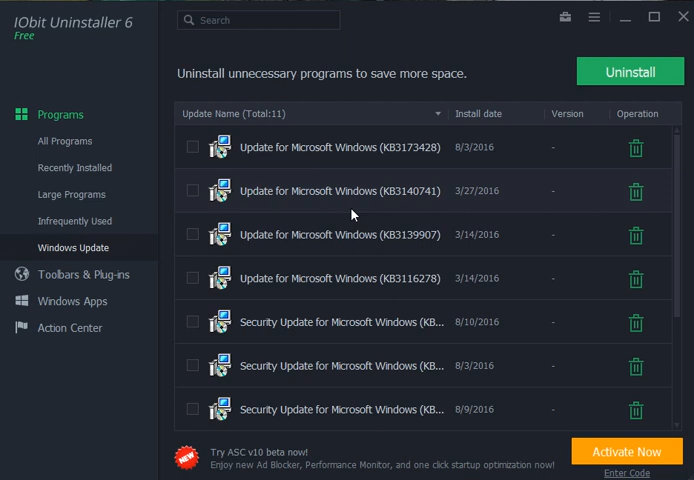 IObit Uninstaller 6
Free
Search
Uninstall unnecessary programs to save more space.
Uninstall
Programs
All Programs
Recently Installed
Large Programs
Infrequently Used
Windows Update
Toolbars & Plug-ins
Windows Apps
Action Center
Update Name (Total:11) Install date Version Operation
Update for Microsoft Windows (KB3173428) 8/3/2016 -
Update for Microsoft Windows (KB3140741) 3/27/2016 -
Update for Microsoft Windows (KB3139907) 3/14/2016 -
Update for Microsoft Windows (KB3116278) 3/14/2016 -
Security Update for Microsoft Windows (KB... 8/10/2016 -
Security Update for Microsoft Windows (KB... 8/3/2016 -
Security Update for Microsoft Windows (KB... 8/9/2016 -
NEW
Try ASC v10 beta now!
Enjoy new Ad Blocker, Performance Monitor, and one click startup optimization now!
Activate Now
Enter Code